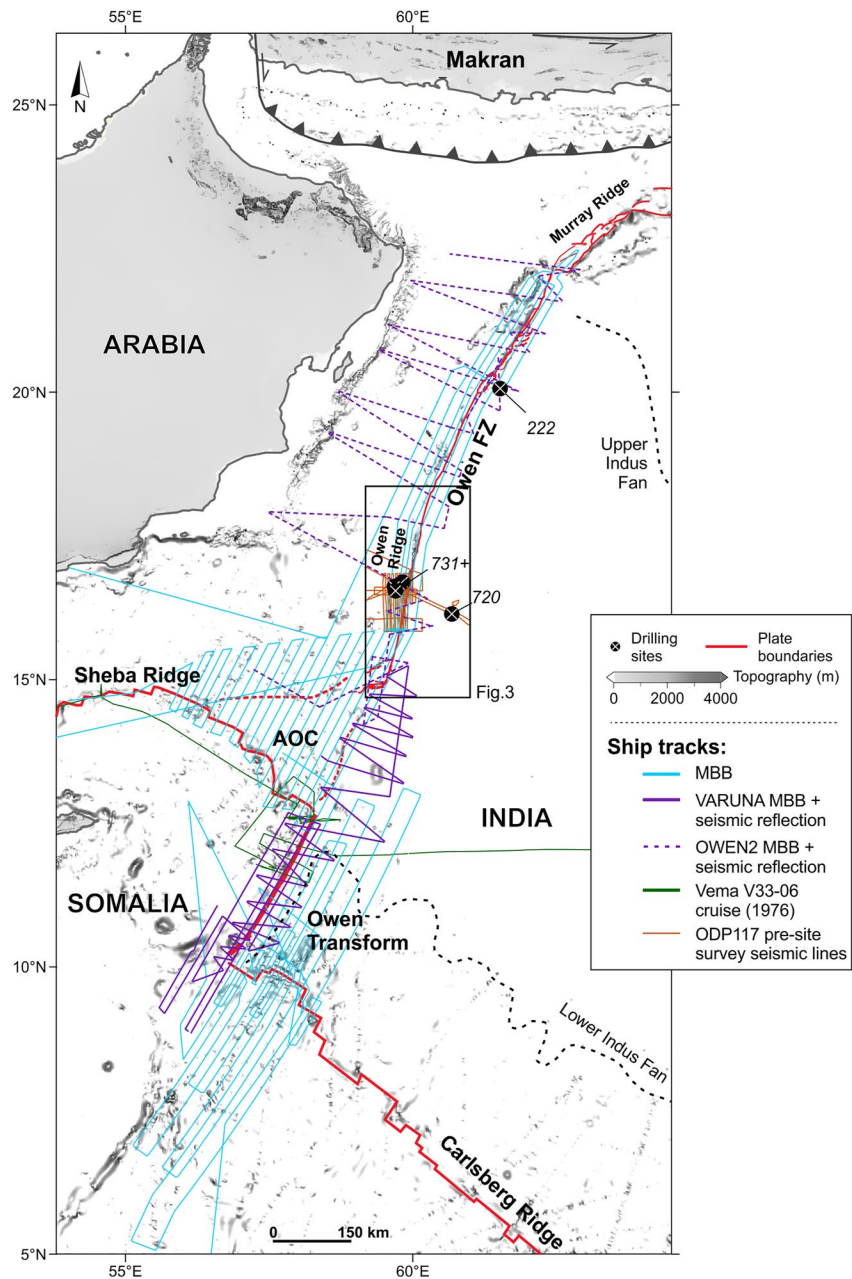 55°E
60°E
Makran
N
25°N
Murray Ridge
ARABIA
20°N
222
Owen FZ
Upper
Indus
Fan
Owen
Ridge
731+
720
Sheba Ridge
15°N
Fig.3
AOC
INDIA
SOMALIA
Owen
Transform
10°N
Lower Indus Fan
Carlsberg Ridge
0 150 km
5°N
55°E
60°E
Drilling
sites
Plate
boundaries
Topography (m)
0 2000 4000
Ship tracks:
MBB
VARUNA MBB +
seismic reflection
OWEN2 MBB +
seismic reflection
Vema V33-06
cruise (1976)
ODP117 pre-site
survey seismic lines